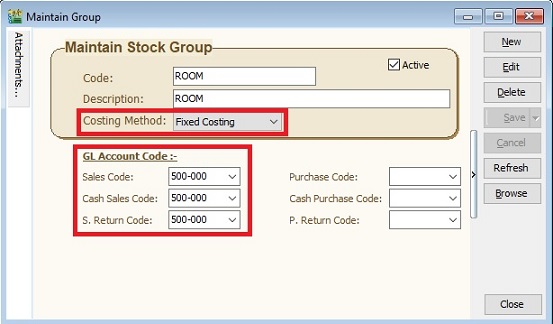 Maintain Group
Attachments...
Maintain Stock Group
Active
Code: ROOM
Description: ROOM
Costing Method: Fixed Costing
GL Account Code :-
Sales Code: 500-000 Purchase Code:
Cash Sales Code: 500-000 Cash Purchase Code:
S. Return Code: 500-000 P. Return Code:
New
Edit
Delete
Save
Cancel
Refresh
Browse
Close